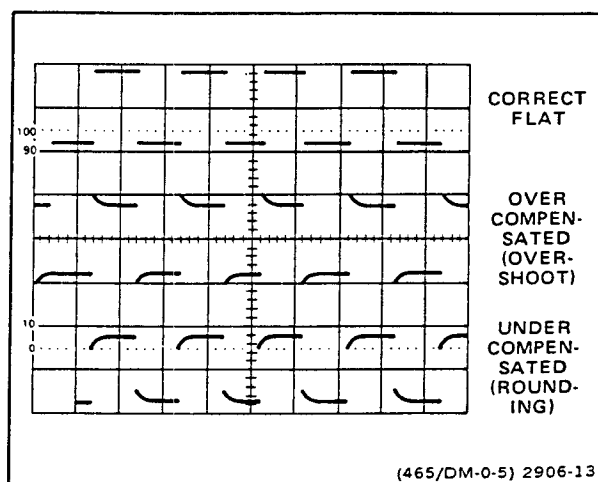 CORRECT
FLAT
100
90
OVER
COMPEN-
SATED
(OVER-
SHOOT)
10
0
UNDER
COMPEN-
SATED
(ROUND-
ING)
(465/DM-0-5) 2906-13